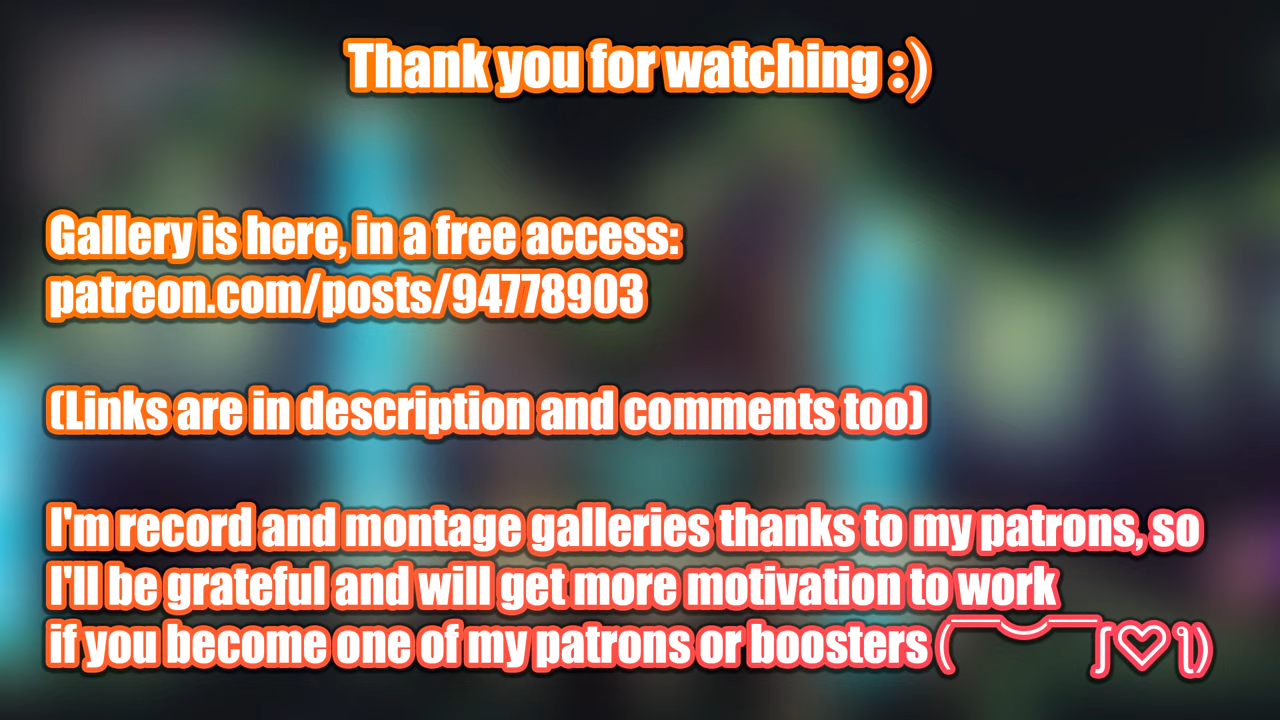 Thank you for watching :)
Gallery is here, in a free access:
patreon.com/posts/94778903
(Links are in description and comments too)
I'm record and montage galleries thanks to my patrons, so
I'll be grateful and will get more motivation to work
if you become one of my patrons or boosters (￣︶￣ʃ♡ƪ)